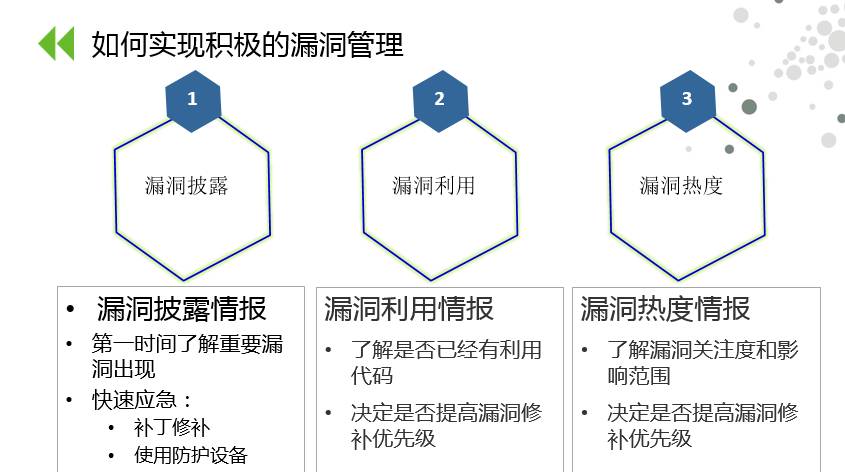 如何实现积极的漏洞管理
1
2
3
漏洞披露
漏洞利用
漏洞热度
• 漏洞披露情报
• 第一时间了解重要漏
洞出现
• 快速应急：
• 补丁修补
• 使用防护设备
漏洞利用情报
• 了解是否已经有利用
代码
• 决定是否提高漏洞修
补优先级
漏洞热度情报
• 了解漏洞关注度和影
响范围
• 决定是否提高漏洞修
补优先级